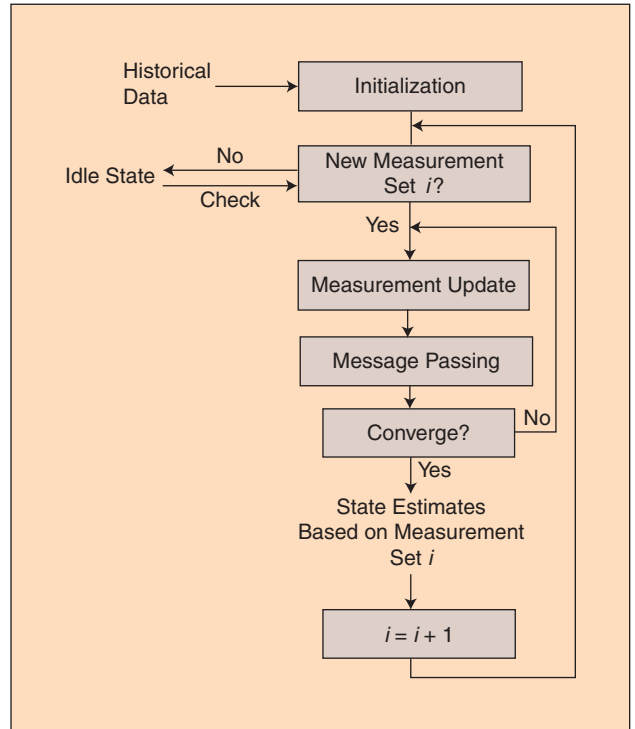 Historical
Data
Initialization
No
Idle State
Check
New Measurement
Set i?
Yes
Measurement Update
Message Passing
Converge?
No
Yes
State Estimates
Based on Measurement
Set i
i = i + 1